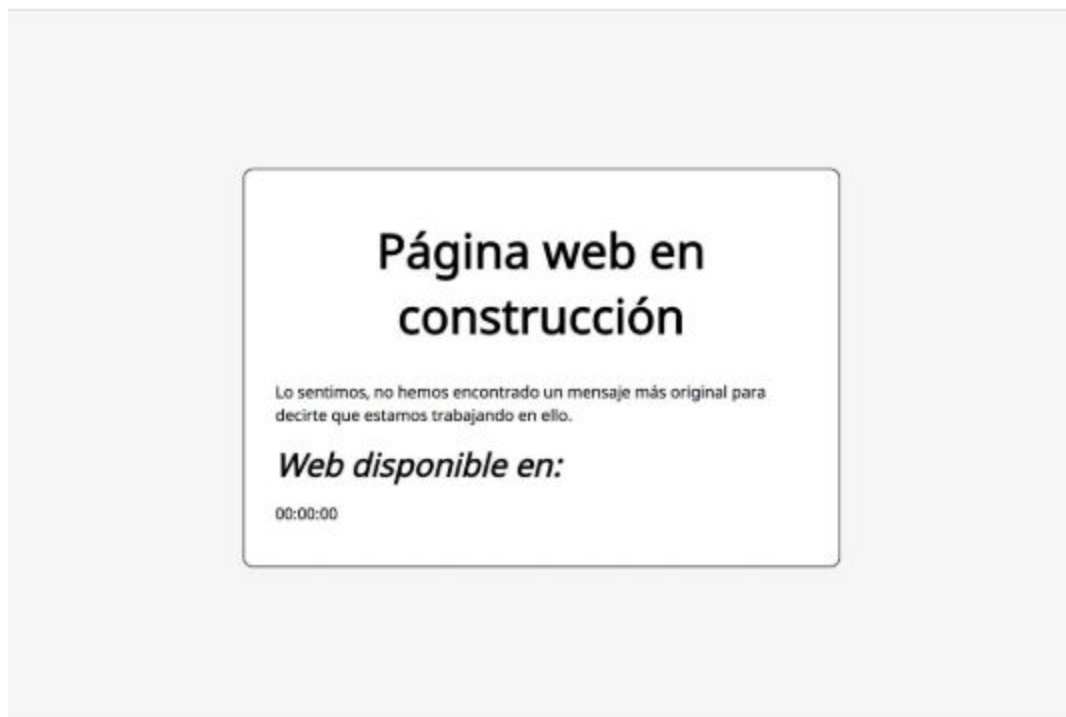 Página web en
construcción
Lo sentimos, no hemos encontrado un mensaje más original para
decirte que estamos trabajando en ello.
Web disponible en:
00:00:00